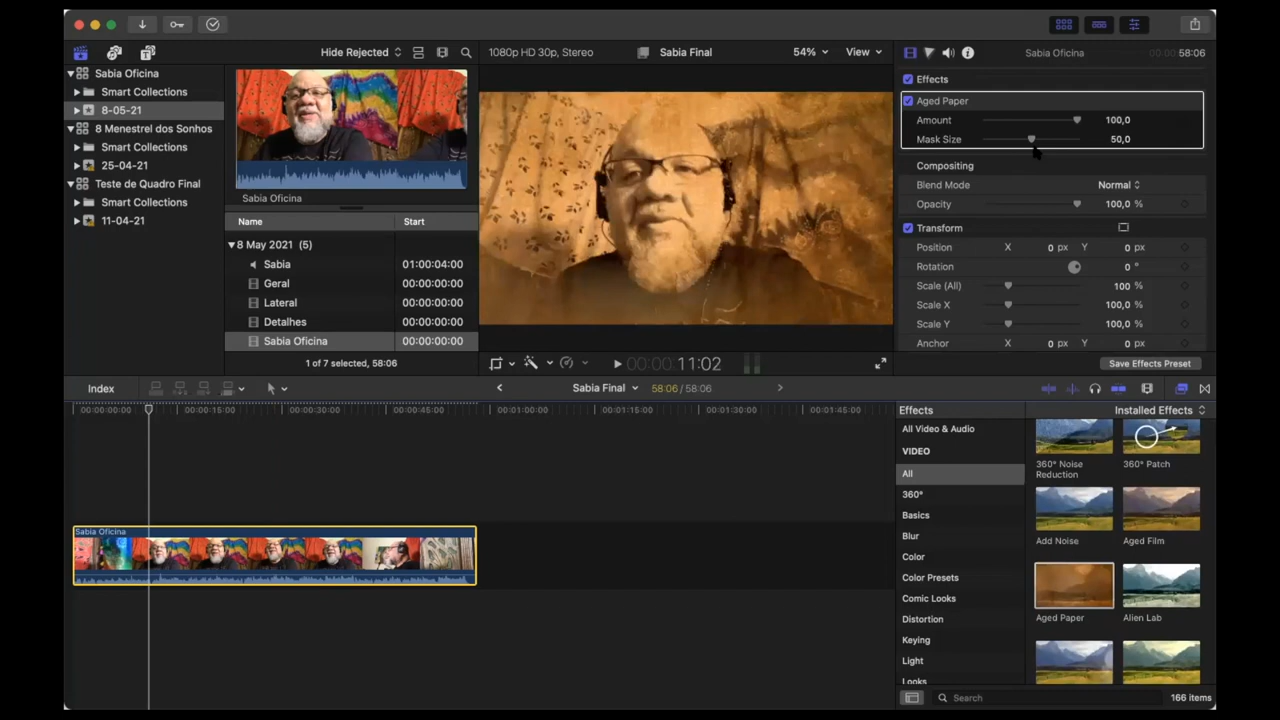 Hide Rejected
1080p HD 30p, Stereo
Sabia Final
54%
View
Sabia Oficina
58:06
Sabia Oficina
Smart Collections
8-05-21
8 Menestrel dos Sonhos
Smart Collections
25-04-21
Teste de Quadro Final
Smart Collections
11-04-21
Sabia Oficina
Name Start
8 May 2021 (5)
Sabia 01:00:04:00
Geral 00:00:00:00
Lateral 00:00:00:00
Detalhes 00:00:00:00
Sabia Oficina 00:00:00:00
1 of 7 selected, 58:06
00:00:11:02
Effects
Aged Paper
Amount 100,0
Mask Size 50,0
Compositing
Blend Mode Normal
Opacity 100,0 %
Transform
Position X 0 px Y 0 px
Rotation 0 °
Scale (All) 100 %
Scale X 100,0 %
Scale Y 100,0 %
Anchor X 0 px Y 0 px
Save Effects Preset
Index
Sabia Final
58:06 / 58:06
00:00:00:00 00:00:15:00 00:00:30:00 00:00:45:00 00:01:00:00 00:01:15:00 00:01:30:00 00:01:45:00
Sabia Oficina
Effects
Installed Effects
All Video & Audio
VIDEO
All
360°
Basics
Blur
Color
Color Presets
Comic Looks
Distortion
Keying
Light
Looks
360° Noise
Reduction
360° Patch
Add Noise
Aged Film
Aged Paper
Alien Lab
Search
166 items